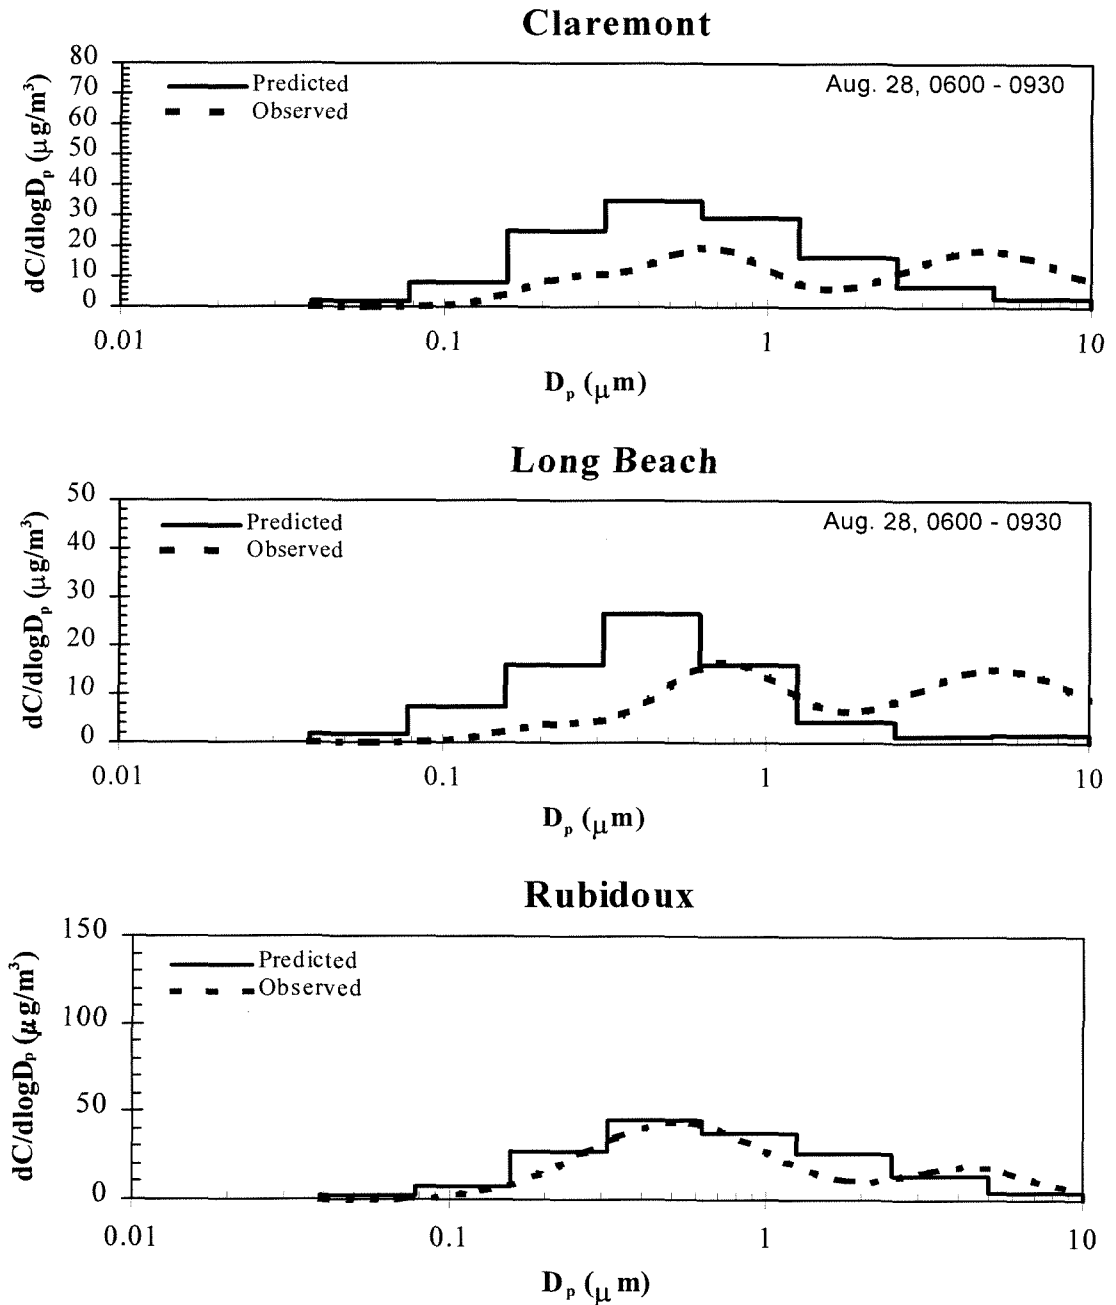 Claremont
dC/dlogDp (μg/m³)
80
70
60
50
40
30
20
10
0
Predicted
Observed
Aug. 28, 0600 - 0930
0.01 0.1 1 10
Dp (μm)
Long Beach
dC/dlogDp (μg/m³)
50
40
30
20
10
0
Predicted
Observed
Aug. 28, 0600 - 0930
0.01 0.1 1 10
Dp (μm)
Rubidoux
dC/dlogDp (μg/m³)
150
100
50
0
Predicted
Observed
0.01 0.1 1 10
Dp (μm)